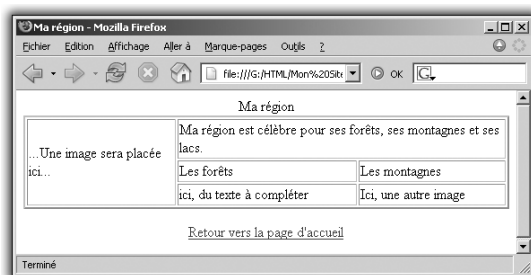 Ma région - Mozilla Firefox
Fichier Edition Affichage Aller à Marque-pages Outils ?
file:///G:/HTML/Mon%20Site OK G
Ma région
...Une image sera placée
ici...
Ma région est célèbre pour ses forêts, ses montagnes et ses
lacs.
Les forêts Les montagnes
ici, du texte à compléter Ici, une autre image
Retour vers la page d'accueil
Terminé